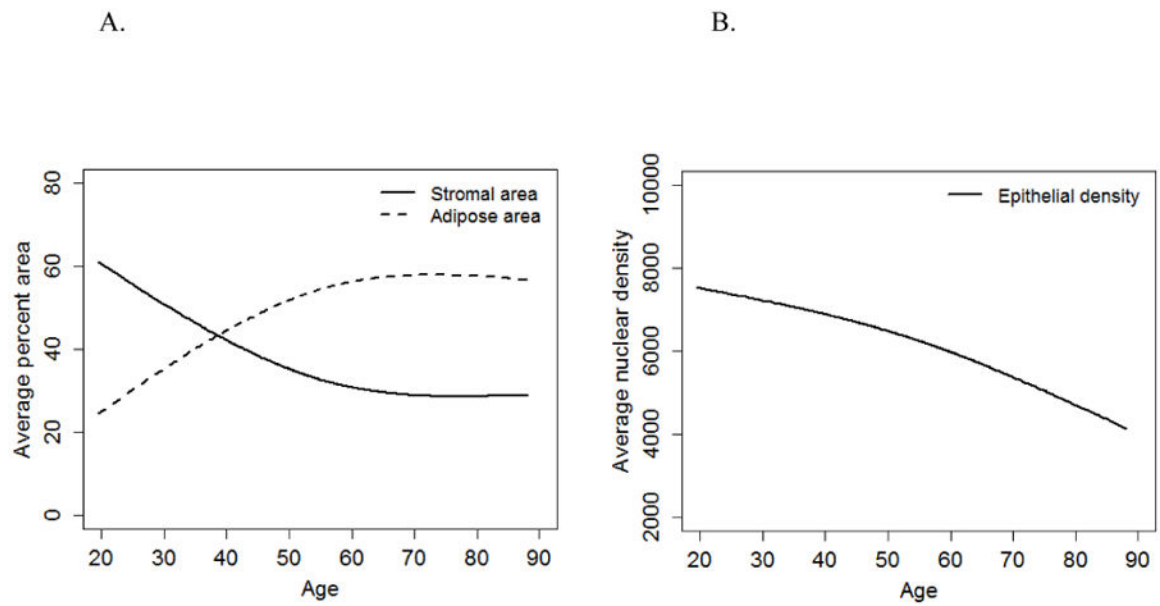 A.
B.
Average percent area
80
60
40
20
0
Stromal area
Adipose area
20 30 40 50 60 70 80 90
Age
Average nuclear density
10000
8000
6000
4000
2000
Epithelial density
20 30 40 50 60 70 80 90
Age